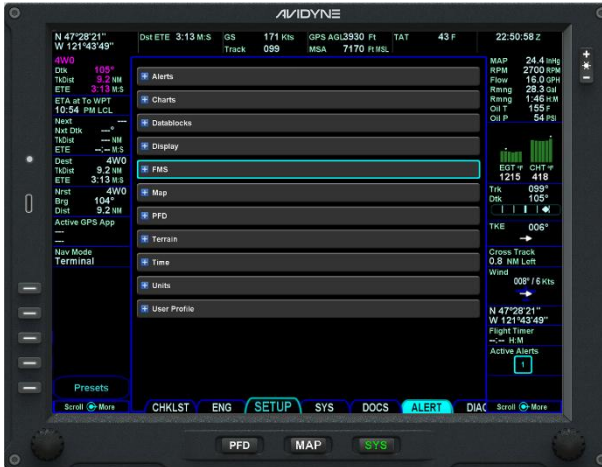 AVIDYNE
N 47°28'21"
W 121°43'49"
Dst ETE 3:13 M:S GS 171 Kts GPS AGL 3930 Ft TAT 43 F
Track 099 MSA 7170 Ft MSL
22:50:58 Z
4W0
Dtk 105°
TkDist 9.2 NM
ETE 3:13 M:S
ETA at To WPT
10:54 PM LCL
Next ---
Nxt Dtk ---°
TkDist --- NM
ETE --:-- M:S
Dest 4W0
TkDist 9.2 NM
ETE 3:13 M:S
Nrst 4W0
Brg 104°
Dist 9.2 NM
Active GPS App
---
---
Nav Mode
Terminal
Presets
Scroll More
Alerts
Charts
Datablocks
Display
FMS
Map
PFD
Terrain
Time
Units
User Profile
MAP 24.4 InHg
RPM 2700 RPM
Flow 16.0 GPH
Rmng 28.3 Gal
Rmng 1:46 H:M
Oil T 155 F
Oil P 54 PSI
EGT °F CHT °F
1215 418
Trk 099°
Dtk 105°
TKE 006°
Cross Track
0.8 NM Left
Wind
008° / 6 Kts
N 47°28'21"
W 121°43'49"
Flight Timer
--:-- H:M
Active Alerts
1
CHKLST ENG SETUP SYS DOCS ALERT DIAG
Scroll More
PFD MAP SYS